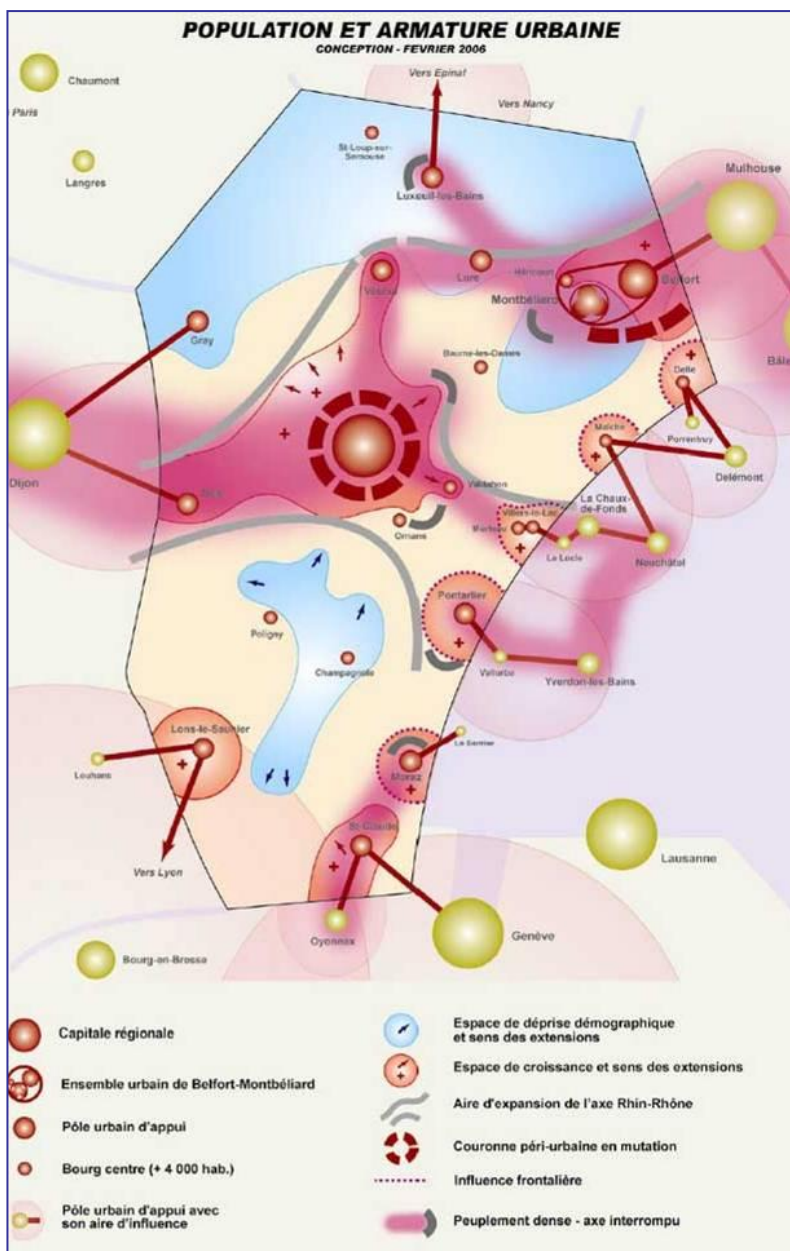 POPULATION ET ARMATURE URBAINE
CONCEPTION - FEVRIER 2006
Vers Epinal
Chaumont
Vers Nancy
Paris
St-Loup-sur-
Semouse
Langres
Luxeuil-les-Bains
Mulhouse
Vesoul
Lure
Héricourt
Belfort
Montbéliard
Gray
Baume-les-Dames
Bâle
Delle
Maîche
Porrentruy
Delémont
Dijon
Dole
Valdahon
La Chaux-
de-Fonds
Villers-le-Lac
Morteau
Ornans
Le Locle
Neuchâtel
Pontarlier
Poligny
Champagnole
Vallorbe
Yverdon-les-Bains
Lons-le-Saunier
Le Sentier
Louhans
Morez
St-Claude
Lausanne
Vers Lyon
Oyonnax
Genève
Bourg-en-Bresse
Capitale régionale
Ensemble urbain de Belfort-Montbéliard
Pôle urbain d'appui
Bourg centre (+ 4 000 hab.)
Pôle urbain d'appui avec
son aire d'influence
Espace de déprise démographique
et sens des extensions
Espace de croissance et sens des extensions
Aire d'expansion de l'axe Rhin-Rhône
Couronne péri-urbaine en mutation
Influence frontalière
Peuplement dense - axe interrompu